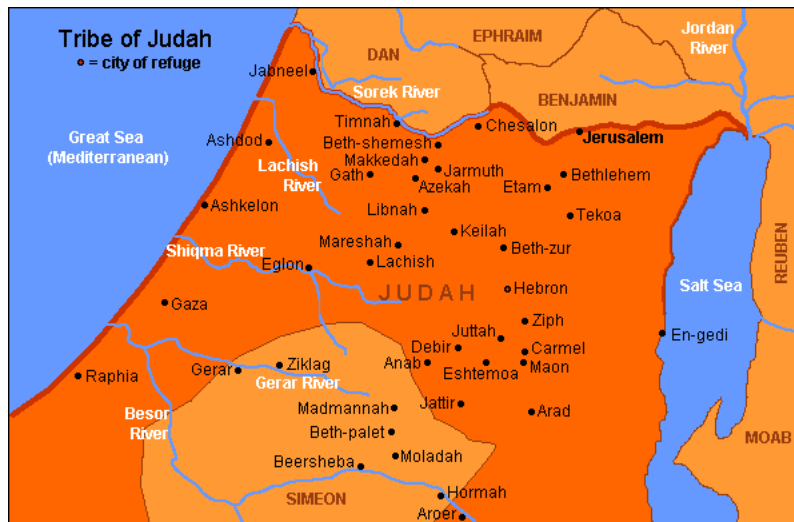 Tribe of Judah
= city of refuge
EPHRAIM
Jordan
River
DAN
Jabneel
Sorek River
BENJAMIN
Great Sea
(Mediterranean)
Timnah
Chesalon
Jerusalem
Ashdod
Beth-shemesh
Makkedah
Lachish
River
Gath
Jarmuth
Azekah
Etam
Bethlehem
Ashkelon
Libnah
Tekoa
Keilah
Shiqma River
Mareshah
Beth-zur
REUBEN
Eglon
Lachish
JUDAH
Hebron
Salt Sea
Gaza
Ziph
Juttah
En-gedi
Debir
Carmel
Raphia
Gerar
Ziklag
Anab
Eshtemoa
Maon
Gerar River
Besor
River
Madmannah
Jattir
Arad
Beth-palet
MOAB
Beersheba
Moladah
SIMEON
Hormah
Aroer